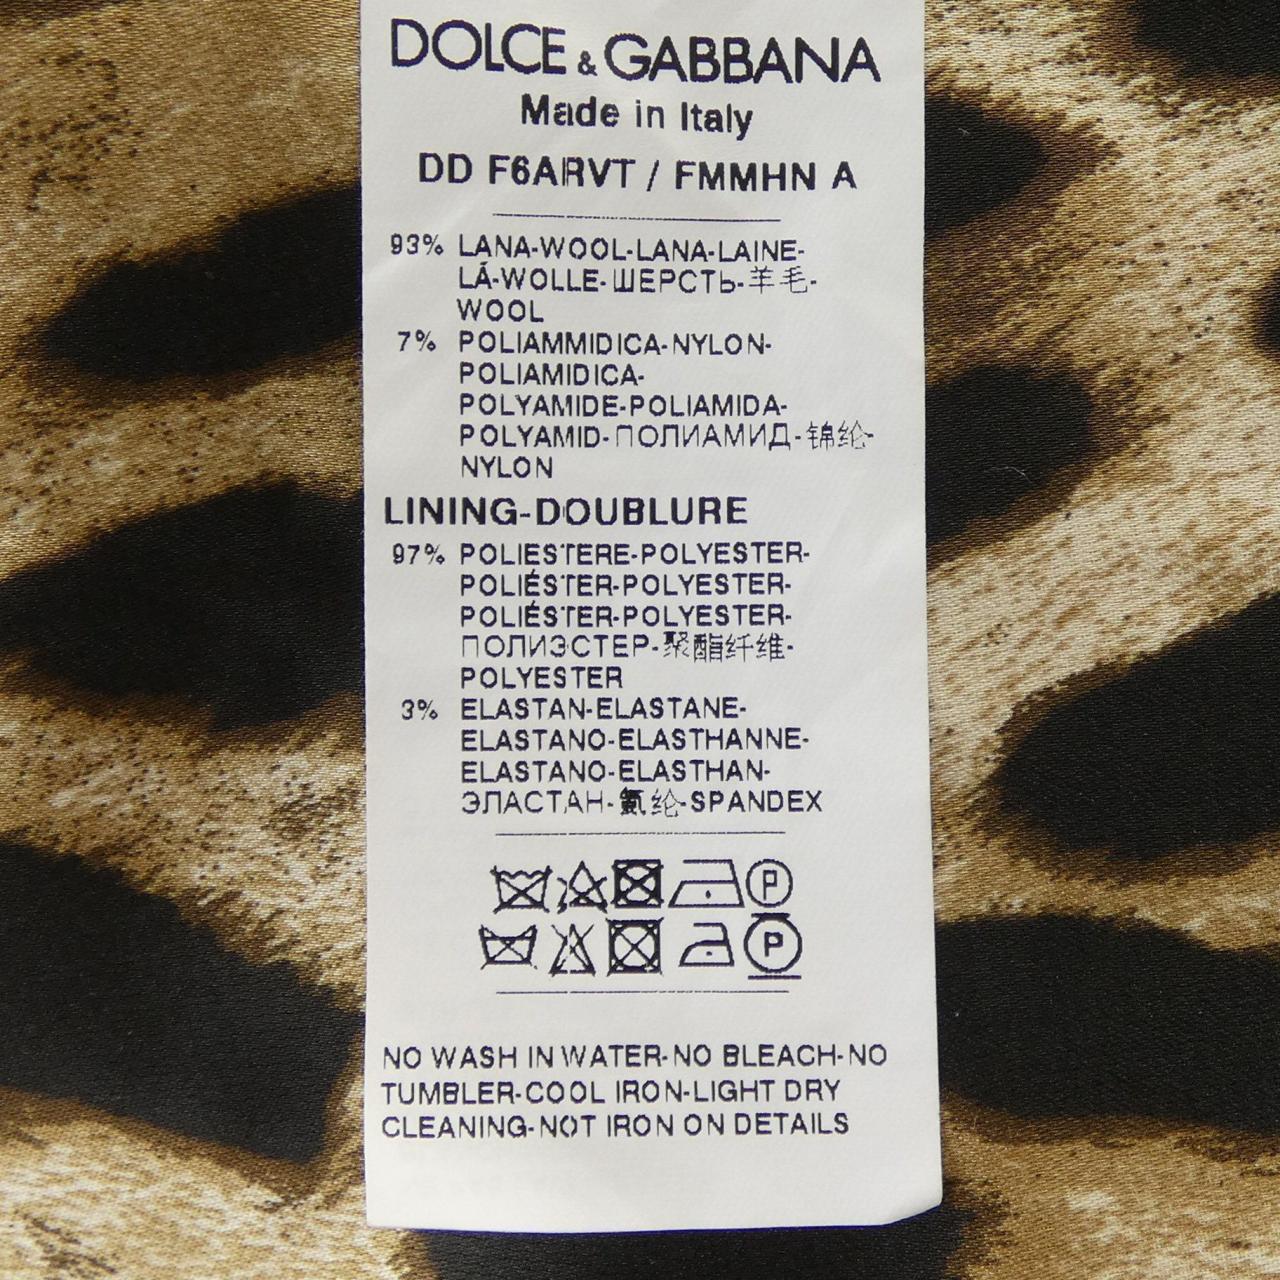 DOLCE & GABBANA
Made in Italy
DD F6ARVT / FMMHN A
93% LANA-WOOL-LANA-LAINE-
LÃ-WOLLE-ШЕРСТЬ-羊毛-
WOOL
7% POLIAMMIDICA-NYLON-
POLIAMIDICA-
POLYAMIDE-POLIAMIDA-
POLYAMID-ПОЛИАМИД-锦纶-
NYLON
LINING-DOUBLURE
97% POLIESTERE-POLYESTER-
POLIÉSTER-POLYESTER-
POLIÉSTER-POLYESTER-
ПОЛИЭСТЕР-聚酯纤维-
POLYESTER
3% ELASTAN-ELASTANE-
ELASTANO-ELASTHANNE-
ELASTANO-ELASTHAN-
ЭЛАСТАН-氨纶-SPANDEX
P
P
NO WASH IN WATER-NO BLEACH-NO
TUMBLER-COOL IRON-LIGHT DRY
CLEANING-NOT IRON ON DETAILS